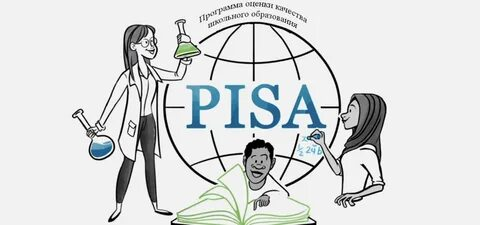 Программа оценки качества
школьного образования
PISA